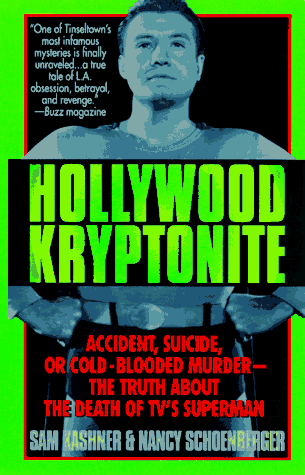 "One of Tinseltown's
most infamous
mysteries is finally
unraveled...a true
tale of L.A.
obsession, betrayal,
and revenge."
—Buzz magazine
HOLLYWOOD
KRYPTONITE
ACCIDENT, SUICIDE,
OR COLD-BLOODED MURDER—
THE TRUTH ABOUT
THE DEATH OF TV'S SUPERMAN
SAM KASHNER & NANCY SCHOENBERGER